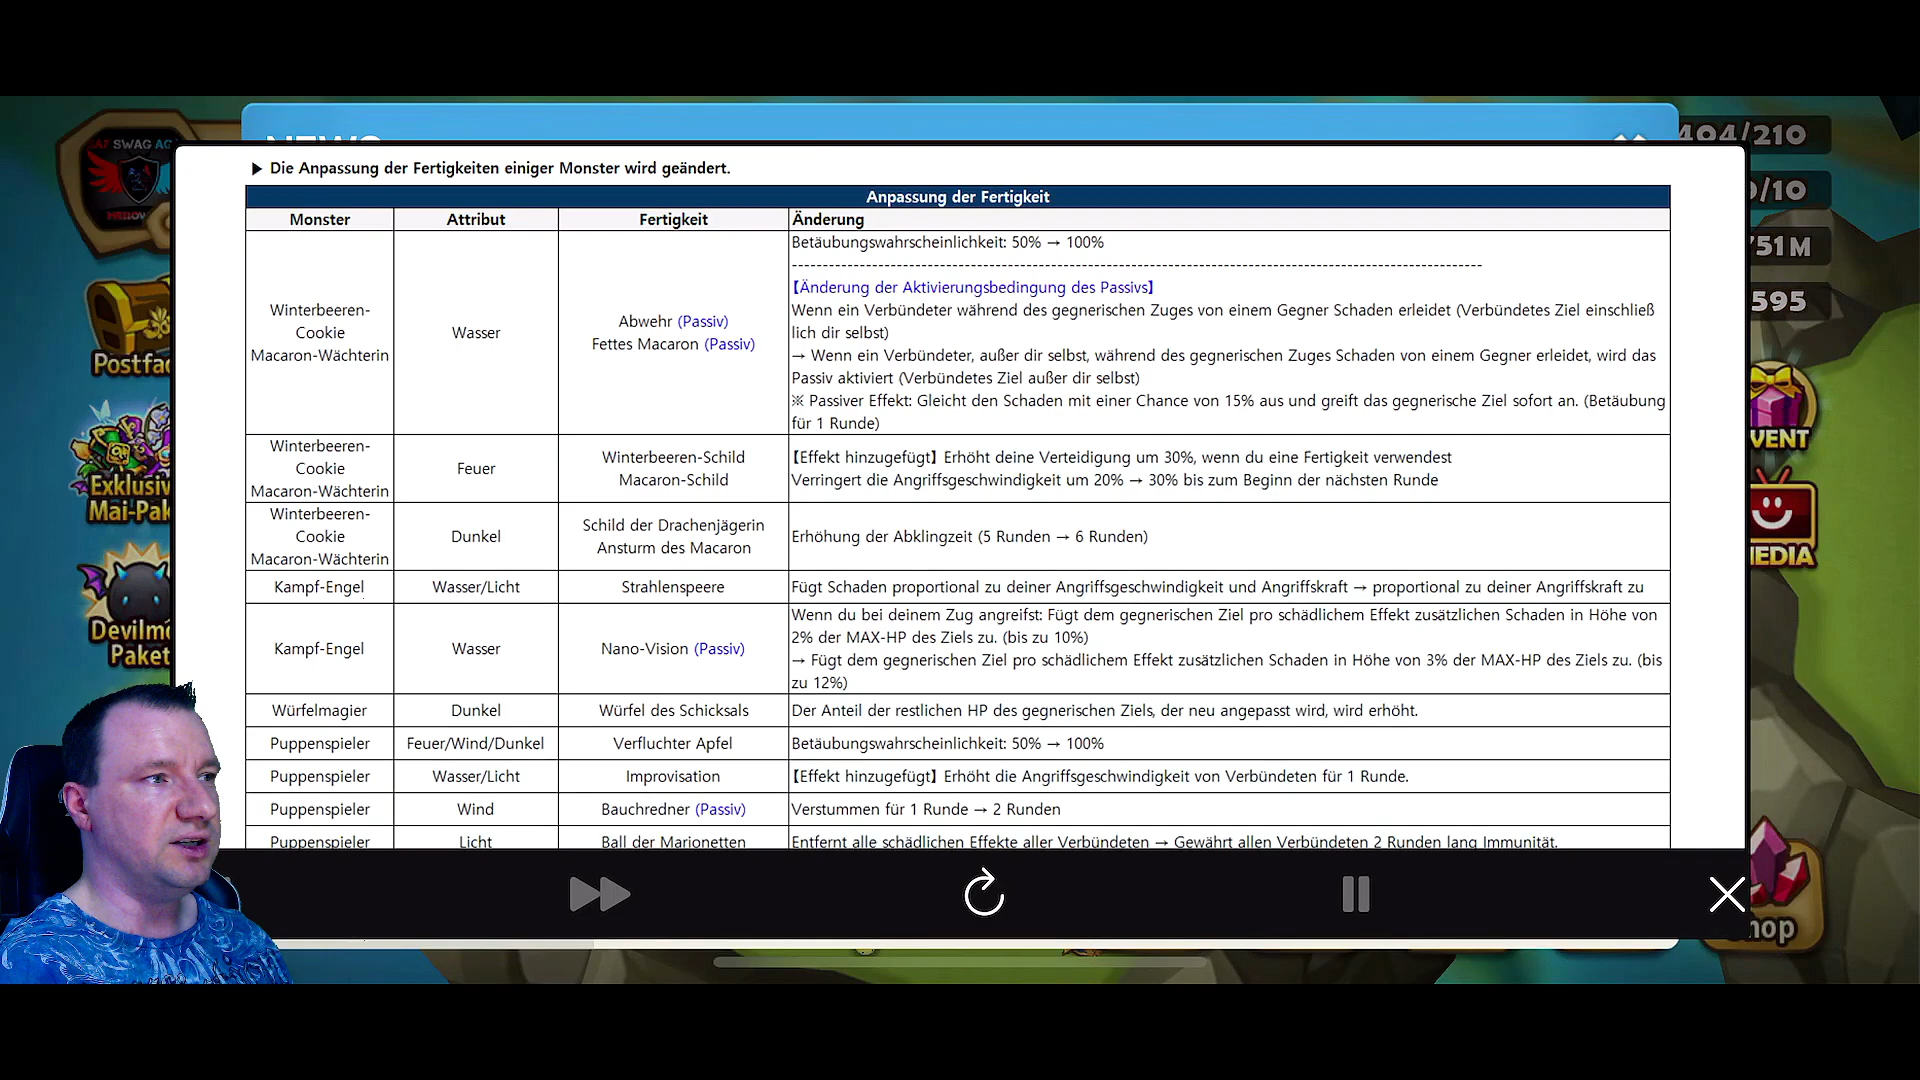 SWAG
404/210
/10
751M
595
▶ Die Anpassung der Fertigkeiten einiger Monster wird geändert.
Anpassung der Fertigkeit
Monster Attribut Fertigkeit Änderung
Winterbeeren-
Cookie
Macaron-Wächterin
Wasser
Abwehr (Passiv)
Fettes Macaron (Passiv)
Betäubungswahrscheinlichkeit: 50% → 100%
【Änderung der Aktivierungsbedingung des Passivs】
Wenn ein Verbündeter während des gegnerischen Zuges von einem Gegner Schaden erleidet (Verbündetes Ziel einschließ
lich dir selbst)
→ Wenn ein Verbündeter, außer dir selbst, während des gegnerischen Zuges Schaden von einem Gegner erleidet, wird das
Passiv aktiviert (Verbündetes Ziel außer dir selbst)
※ Passiver Effekt: Gleicht den Schaden mit einer Chance von 15% aus und greift das gegnerische Ziel sofort an. (Betäubung
für 1 Runde)
Winterbeeren-
Cookie
Macaron-Wächterin
Feuer
Winterbeeren-Schild
Macaron-Schild
【Effekt hinzugefügt】 Erhöht deine Verteidigung um 30%, wenn du eine Fertigkeit verwendest
Verringert die Angriffsgeschwindigkeit um 20% → 30% bis zum Beginn der nächsten Runde
Winterbeeren-
Cookie
Macaron-Wächterin
Dunkel
Schild der Drachenjägerin
Ansturm des Macaron
Erhöhung der Abklingzeit (5 Runden → 6 Runden)
Kampf-Engel Wasser/Licht Strahlenspeere Fügt Schaden proportional zu deiner Angriffsgeschwindigkeit und Angriffskraft → proportional zu deiner Angriffskraft zu
Kampf-Engel Wasser Nano-Vision (Passiv)
Wenn du bei deinem Zug angreifst: Fügt dem gegnerischen Ziel pro schädlichem Effekt zusätzlichen Schaden in Höhe von
2% der MAX-HP des Ziels zu. (bis zu 10%)
→ Fügt dem gegnerischen Ziel pro schädlichem Effekt zusätzlichen Schaden in Höhe von 3% der MAX-HP des Ziels zu. (bis
zu 12%)
Würfelmagier Dunkel Würfel des Schicksals Der Anteil der restlichen HP des gegnerischen Ziels, der neu angepasst wird, wird erhöht.
Puppenspieler Feuer/Wind/Dunkel Verfluchter Apfel Betäubungswahrscheinlichkeit: 50% → 100%
Puppenspieler Wasser/Licht Improvisation 【Effekt hinzugefügt】 Erhöht die Angriffsgeschwindigkeit von Verbündeten für 1 Runde.
Puppenspieler Wind Bauchredner (Passiv) Verstummen für 1 Runde → 2 Runden
Puppenspieler Licht Ball der Marionetten Entfernt alle schädlichen Effekte aller Verbündeten → Gewährt allen Verbündeten 2 Runden lang Immunität.
Postfac
Exklusiv
Mai-Pak
Devilmo
Paket
VENT
MEDIA
hop